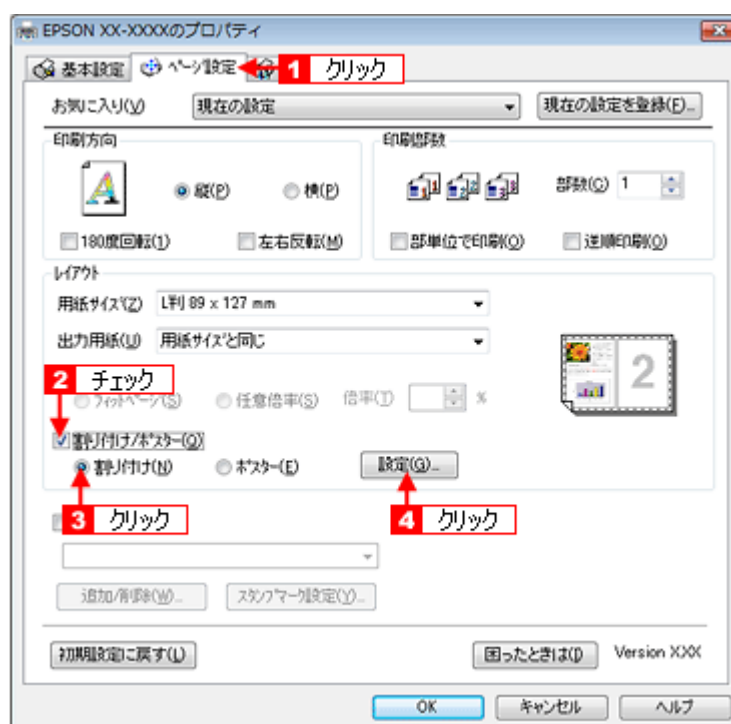 EPSON XX-XXXXのプロパティ
基本設定 ページ設定 1 クリック
お気に入り(V) 現在の設定 現在の設定を登録(F)...
印刷方向 印刷部数
縦(P) 横(P) 1 2 3 部数(C) 1
180度回転(1) 左右反転(M) 部単位で印刷(O) 逆順印刷(O)
レイアウト
用紙サイズ(Z) L判 89 x 127 mm
出力用紙(U) 用紙サイズと同じ
2 チェック
フィットページ(S) 任意倍率(S) 倍率(T) %
2
割り付け/ポスター(O)
割り付け(N) ポスター(E) 設定(G)...
3 クリック 4 クリック
追加/削除(W)... スタンプマーク設定(Y)...
初期設定に戻す(L) 困ったときは(I) Version X.XX
OK キャンセル ヘルプ